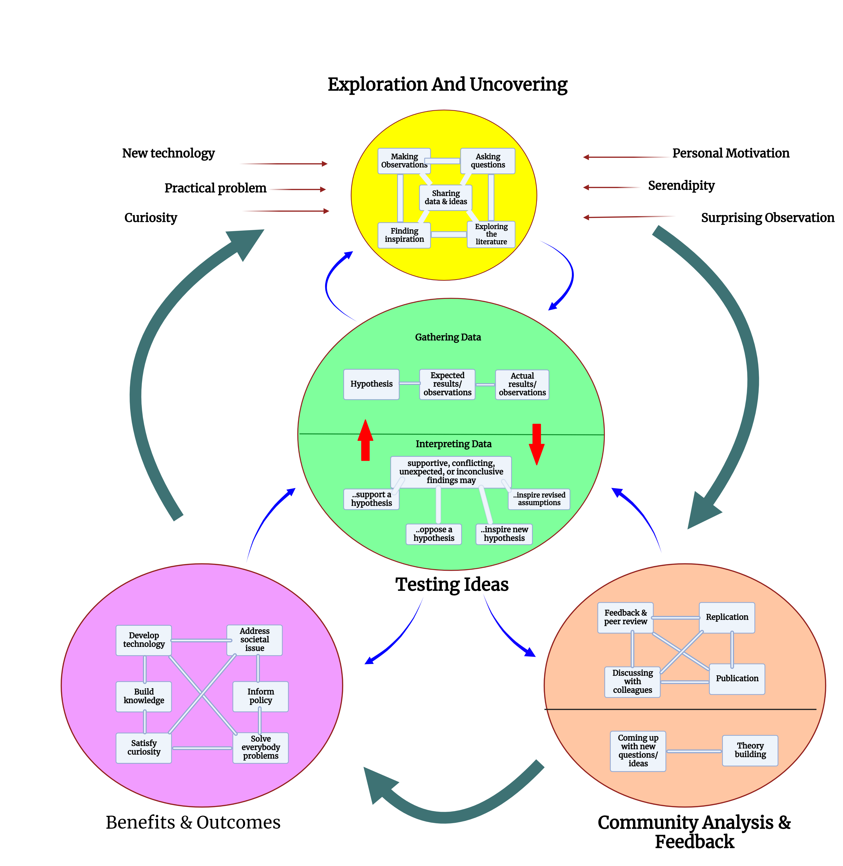 Exploration And Uncovering
New technology
Practical problem
Curiosity
Personal Motivation
Serendipity
Surprising Observation
Making
Observations
Asking
questions
Sharing
data & ideas
Finding
inspiration
Exploring
the
literature
Gathering Data
Hypothesis
Expected
results/
observations
Actual
results/
observations
Interpreting Data
supportive, conflicting,
unexpected, or inconclusive
findings may
..support a
hypothesis
..oppose a
hypothesis
..inspire new
hypothesis
..inspire revised
assumptions
Testing Ideas
Develop
technology
Address
societal
issue
Build
knowledge
Inform
policy
Satisfy
curiosity
Solve
everybody
problems
Benefits & Outcomes
Feedback &
peer review
Replication
Discussing
with
colleagues
Publication
Coming up
with new
questions/
ideas
Theory
building
Community Analysis &
Feedback